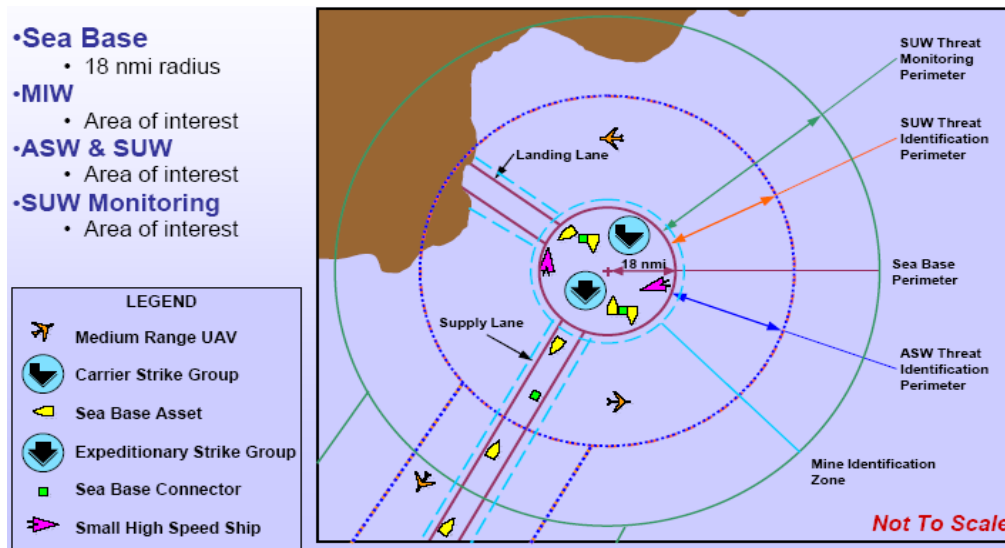 •Sea Base
• 18 nmi radius
•MIW
• Area of interest
•ASW & SUW
• Area of interest
•SUW Monitoring
• Area of interest
LEGEND
Medium Range UAV
Carrier Strike Group
Sea Base Asset
Expeditionary Strike Group
Sea Base Connector
Small High Speed Ship
Landing Lane
18 nmi
Supply Lane
SUW Threat
Monitoring
Perimeter
SUW Threat
Identification
Perimeter
Sea Base
Perimeter
ASW Threat
Identification
Perimeter
Mine Identification
Zone
Not To Scale